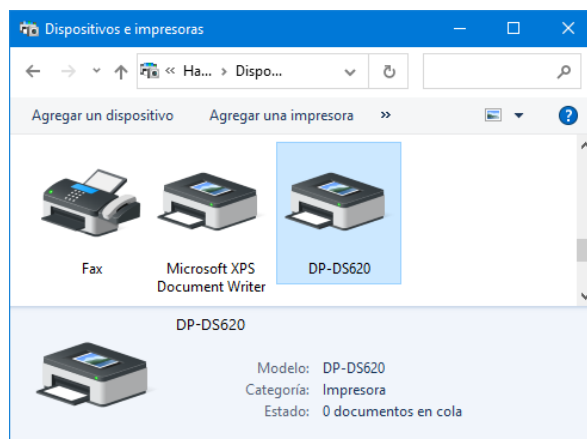 Dispositivos e impresoras
« Ha... > Dispo...
Agregar un dispositivo Agregar una impresora »
?
Fax
Microsoft XPS
Document Writer
DP-DS620
DP-DS620
Modelo: DP-DS620
Categoría: Impresora
Estado: 0 documentos en cola